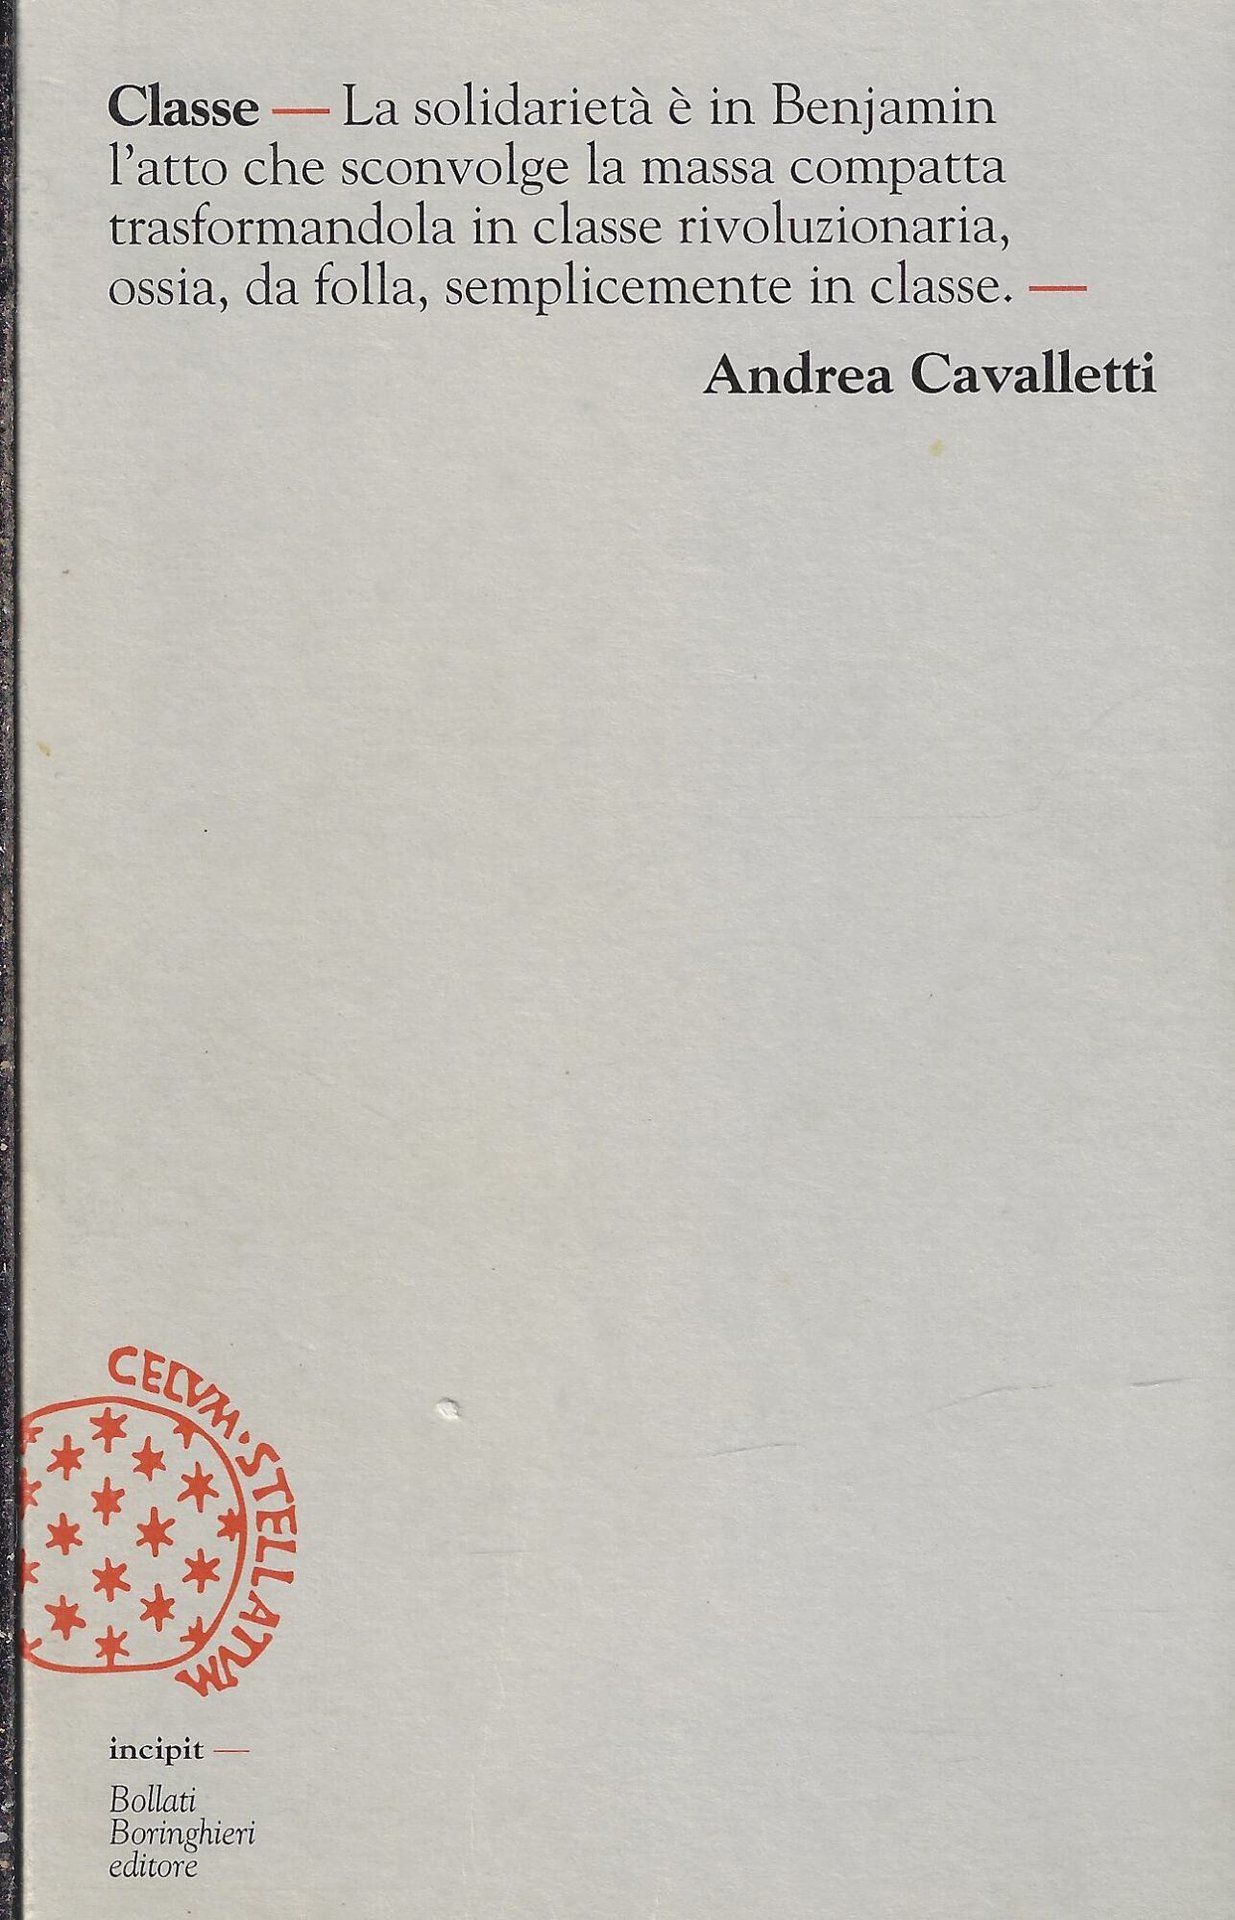 Classe — La solidarietà è in Benjamin
l’atto che sconvolge la massa compatta
trasformandola in classe rivoluzionaria,
ossia, da folla, semplicemente in classe. —
Andrea Cavalletti
CELVM · STELLATVM
incipit —
Bollati
Boringhieri
editore